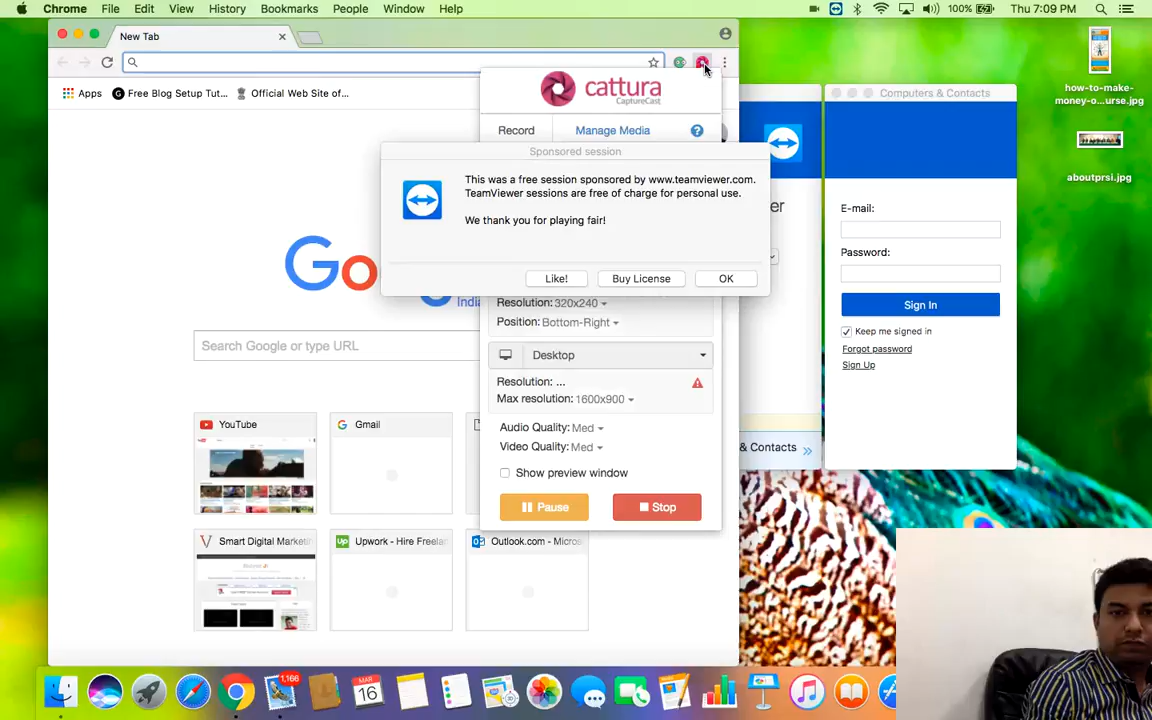 Chrome File Edit View History Bookmarks People Window Help
100% Thu 7:09 PM
New Tab
Apps Free Blog Setup Tut... Official Web Site of...
cattura
CaptureCast
Record Manage Media ?
Sponsored session
This was a free session sponsored by www.teamviewer.com.
TeamViewer sessions are free of charge for personal use.
We thank you for playing fair!
Like! Buy License OK
Go
India
Search Google or type URL
Resolution: 320x240
Position: Bottom-Right
Desktop
Resolution: ...
Max resolution: 1600x900
Audio Quality: Med
Video Quality: Med
Show preview window
Pause Stop
YouTube
Gmail
Smart Digital Marketin
Upwork - Hire Freelan
Outlook.com - Micros
er
& Contacts
Computers & Contacts
E-mail:
Password:
Sign In
Keep me signed in
Forgot password
Sign Up
how-to-make-
money-o...urse.jpg
aboutprsi.jpg
1,166
MAR
16